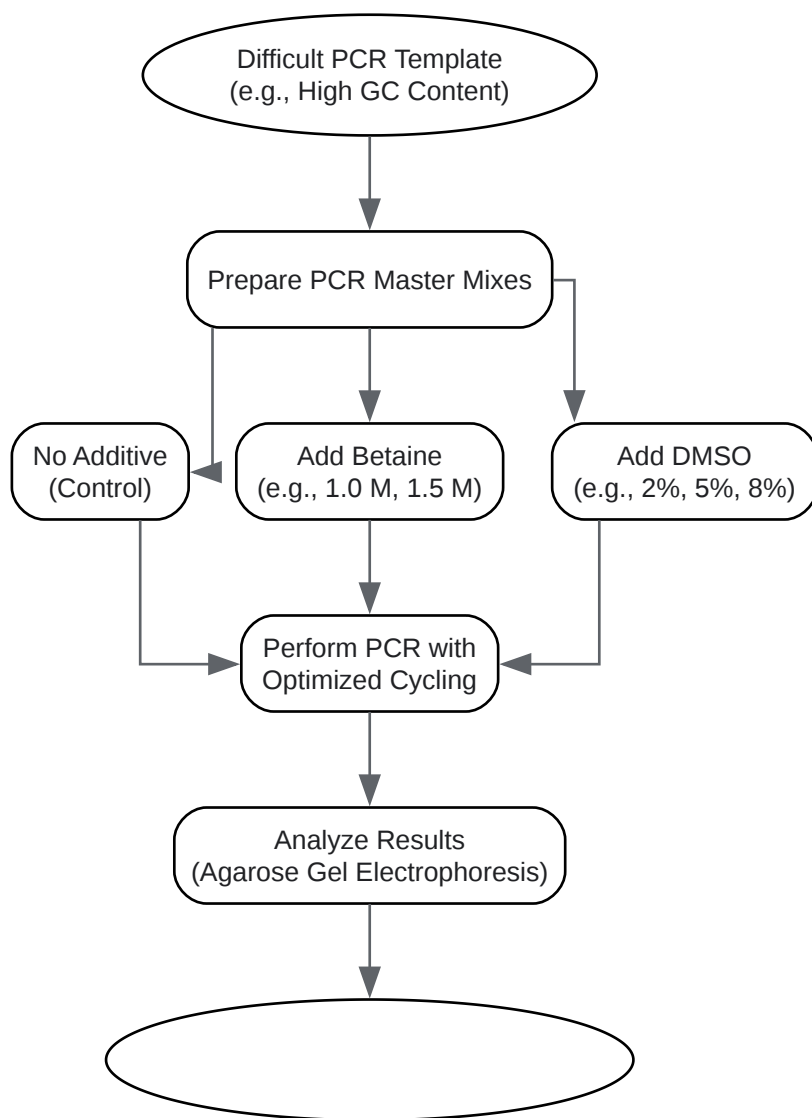 Difficult PCR Template
(e.g., High GC Content)
Prepare PCR Master Mixes
No Additive
(Control)
Add Betaine
(e.g., 1.0 M, 1.5 M)
Add DMSO
(e.g., 2%, 5%, 8%)
Perform PCR with
Optimized Cycling
Analyze Results
(Agarose Gel Electrophoresis)